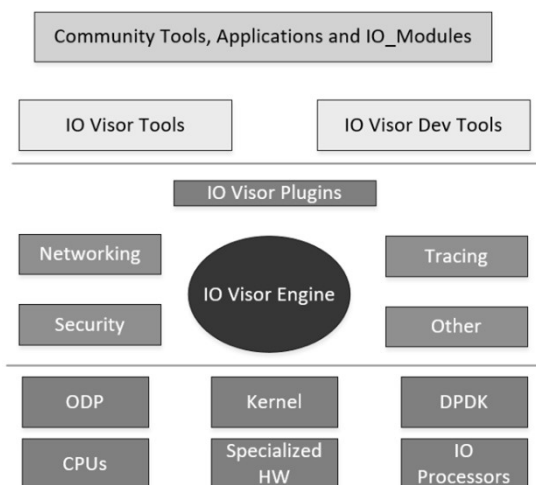 Community Tools, Applications and IO_Modules
IO Visor Tools
IO Visor Dev Tools
IO Visor Plugins
Networking
Tracing
IO Visor Engine
Security
Other
ODP
Kernel
DPDK
CPUs
Specialized
HW
IO
Processors